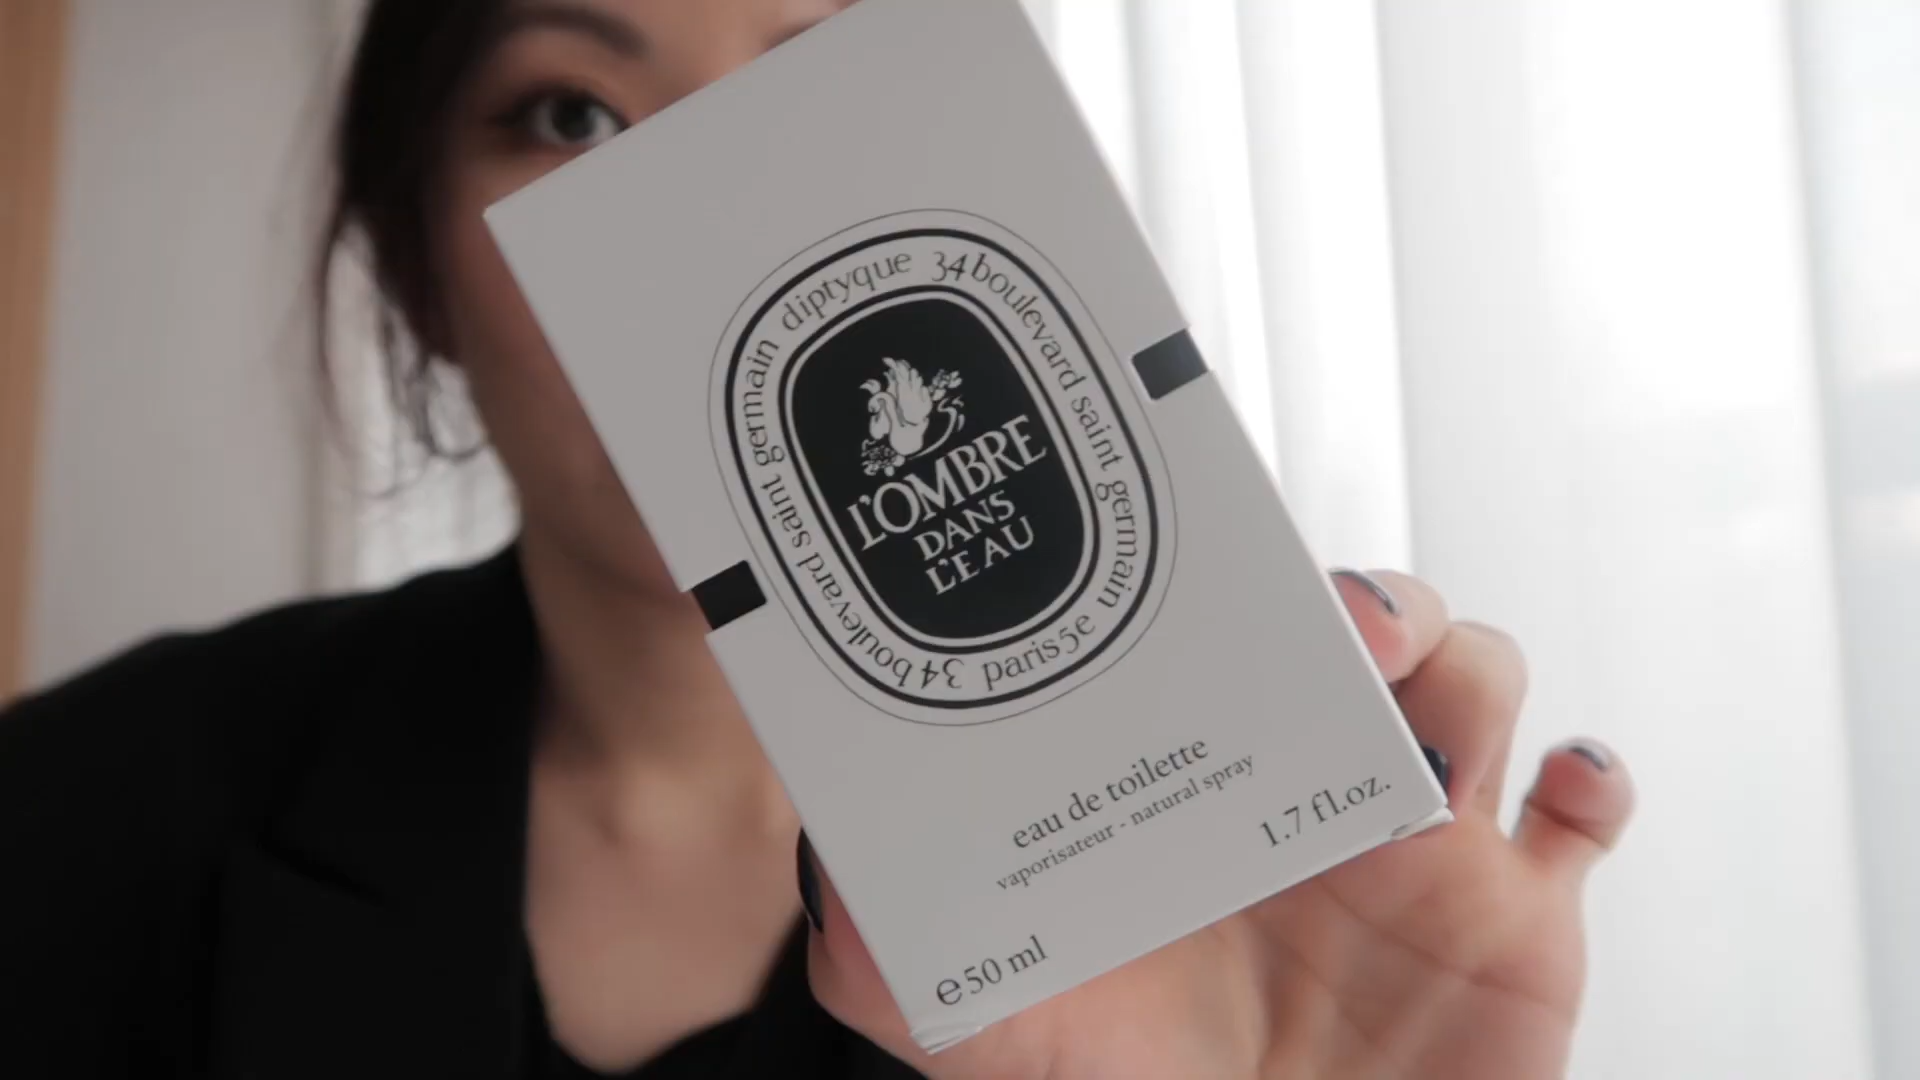 diptyque 34 boulevard saint germain paris 5e 34 boulevard saint germain
L'OMBRE
DANS
L'EAU
eau de toilette
vaporisateur - natural spray
1.7 fl.oz.
℮50 ml